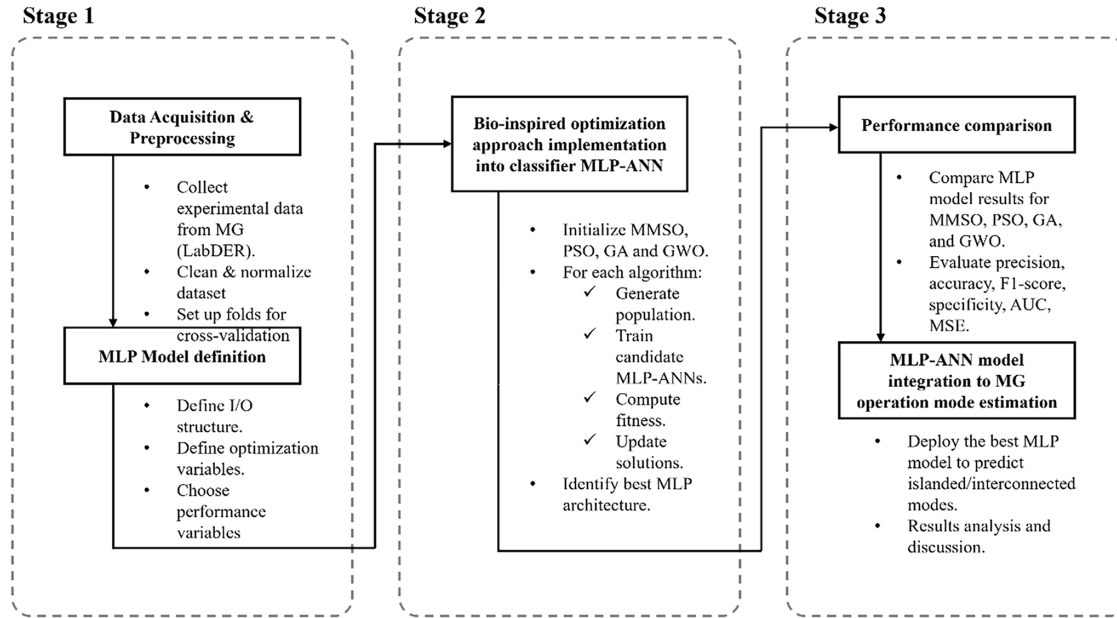 Stage 1
Data Acquisition &
Preprocessing
• Collect
experimental data
from MG
(LabDER).
• Clean & normalize
dataset
• Set up folds for
cross-validation
MLP Model definition
• Define I/O
structure.
• Define optimization
variables.
• Choose
performance
variables
Stage 2
Bio-inspired optimization
approach implementation
into classifier MLP-ANN
• Initialize MMSO,
PSO, GA and GWO.
• For each algorithm:
✓ Generate
population.
✓ Train
candidate
MLP-ANNs.
✓ Compute
fitness.
✓ Update
solutions.
• Identify best MLP
architecture.
Stage 3
Performance comparison
• Compare MLP
model results for
MMSO, PSO, GA,
and GWO.
• Evaluate precision,
accuracy, F1-score,
specificity, AUC,
MSE.
MLP-ANN model
integration to MG
operation mode estimation
• Deploy the best MLP
model to predict
islanded/interconnected
modes.
• Results analysis and
discussion.